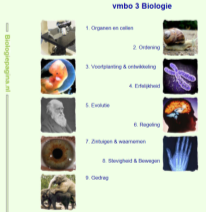 vmbo 3 Biologie
Biologiepagina.nl
1. Organen en cellen
2. Ordening
3. Voortplanting & ontwikkeling
4. Erfelijkheid
5. Evolutie
6. Regeling
7. Zintuigen & waarnemen
8. Stevigheid & Bewegen
9. Gedrag